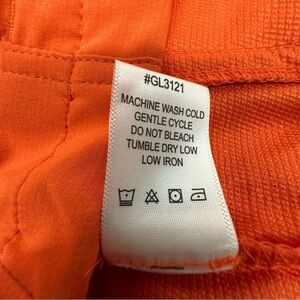 #GL3121
MACHINE WASH COLD
GENTLE CYCLE
DO NOT BLEACH
TUMBLE DRY LOW
LOW IRON